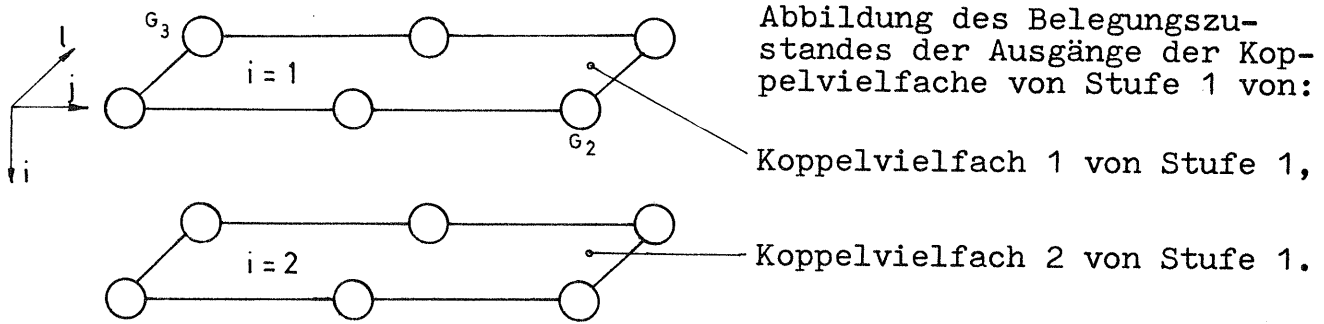 Abbildung des Belegungszu-
standes der Ausgänge der Kop-
pelvielfache von Stufe 1 von:
G3
l
i = 1
j
G2
i
Koppelvielfach 1 von Stufe 1,
i = 2
Koppelvielfach 2 von Stufe 1.